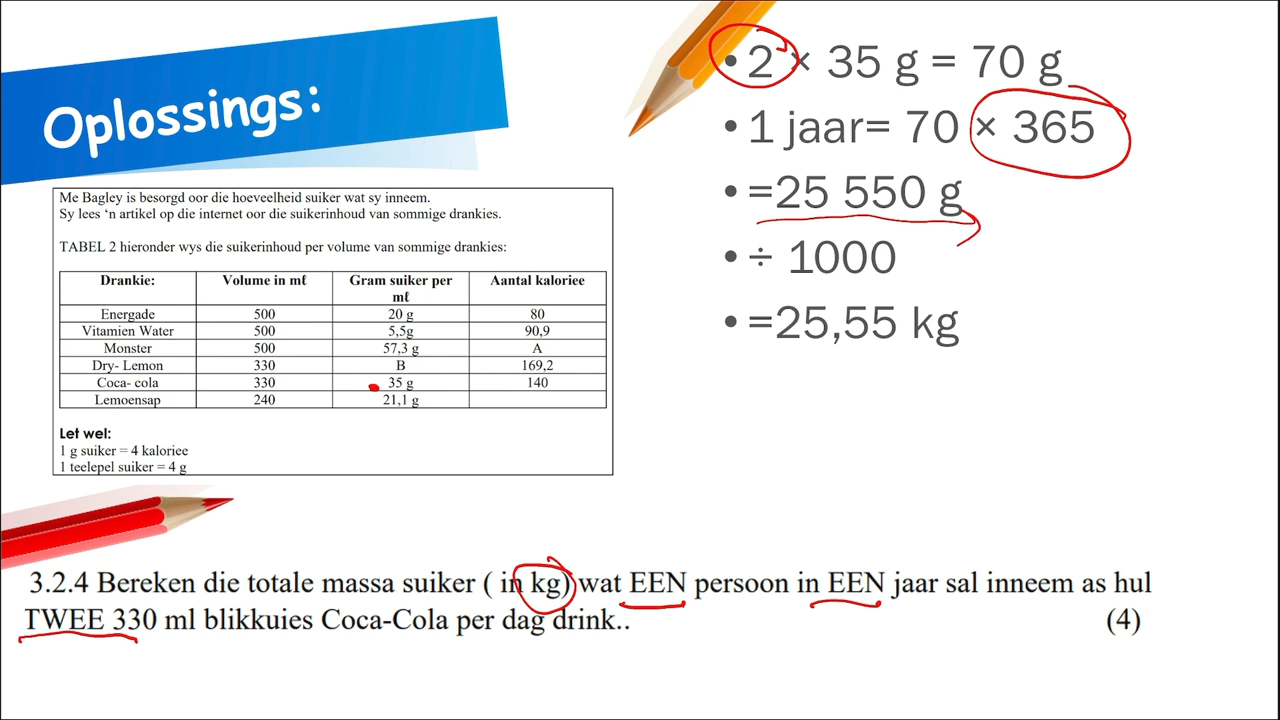 Oplossings:
Me Bagley is besorgd oor die hoeveelheid suiker wat sy inneem.
Sy lees ‘n artikel op die internet oor die suikerinhoud van sommige drankies.
TABEL 2 hieronder wys die suikerinhoud per volume van sommige drankies:
Drankie: Volume in mℓ Gram suiker per mℓ Aantal kaloriee
Energade 500 20 g 80
Vitamien Water 500 5,5g 90,9
Monster 500 57,3 g A
Dry- Lemon 330 B 169,2
Coca- cola 330 35 g 140
Lemoensap 240 21,1 g
Let wel:
1 g suiker = 4 kaloriee
1 teelepel suiker = 4 g
• 2 × 35 g = 70 g
• 1 jaar= 70 × 365
• =25 550 g
• ÷ 1000
• =25,55 kg
3.2.4 Bereken die totale massa suiker ( in kg) wat EEN persoon in EEN jaar sal inneem as hul
TWEE 330 ml blikkuies Coca-Cola per dag drink.. (4)